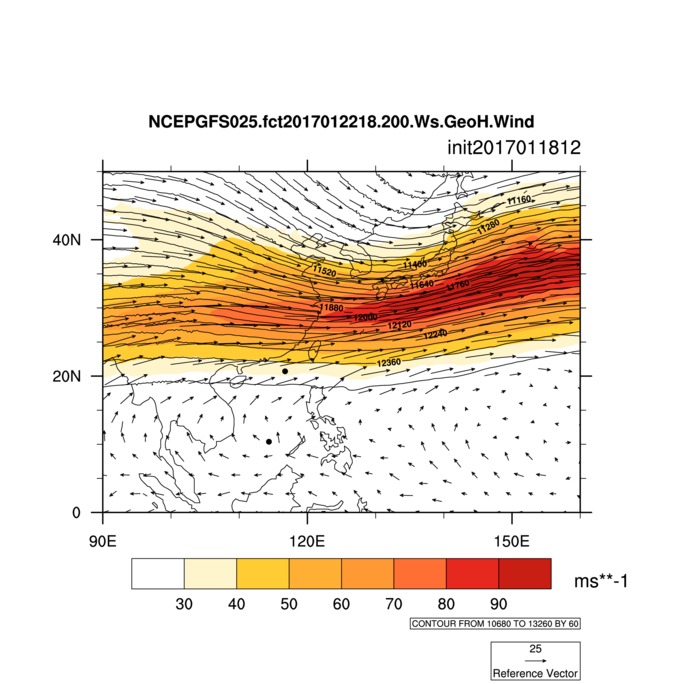 NCEPGFS025.fct2017012218.200.Ws.GeoH.Wind
init2017011812
11160
11280
40N
11400
11520
11640
11760
11880
12000
12120
12240
12360
20N
0
90E 120E 150E
ms**-1
30 40 50 60 70 80 90
CONTOUR FROM 10680 TO 13260 BY 60
25
Reference Vector